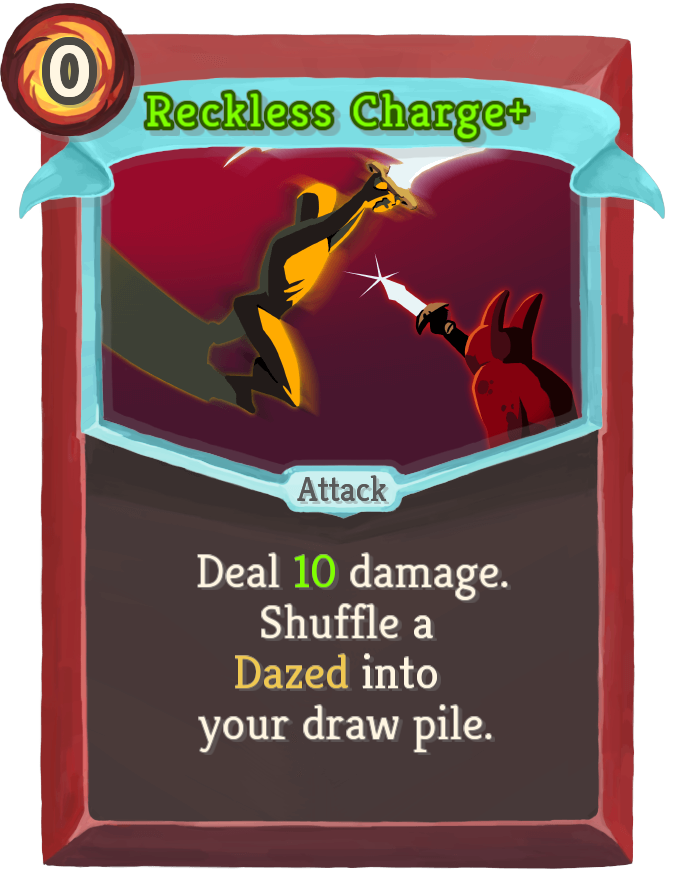 0
Reckless Charge+
Attack
Deal 10 damage.
Shuffle a
Dazed into
your draw pile.